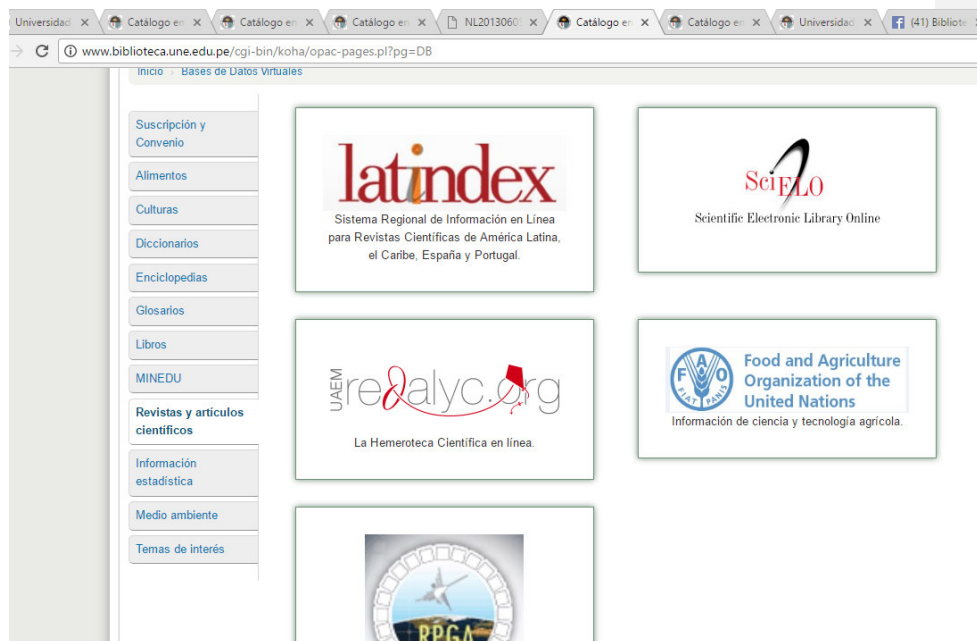 Universidad
Catálogo en
Catálogo en
Catálogo en
NL2013060
Catálogo en
Catálogo en
Universidad
(41) Bibliote
www.biblioteca.une.edu.pe/cgi-bin/koha/opac-pages.pl?pg=DB
Inicio › Bases de Datos Virtuales
Suscripción y
Convenio
Alimentos
Culturas
Diccionarios
Enciclopedias
Glosarios
Libros
MINEDU
Revistas y artículos
científicos
Información
estadística
Medio ambiente
Temas de interés
latindex
Sistema Regional de Información en Línea
para Revistas Científicas de América Latina,
el Caribe, España y Portugal.
SciELO
Scientific Electronic Library Online
UAEM
redalyc.org
La Hemeroteca Científica en línea.
FAO
FIAT PANIS
Food and Agriculture
Organization of the
United Nations
Información de ciencia y tecnología agrícola.
RPGA